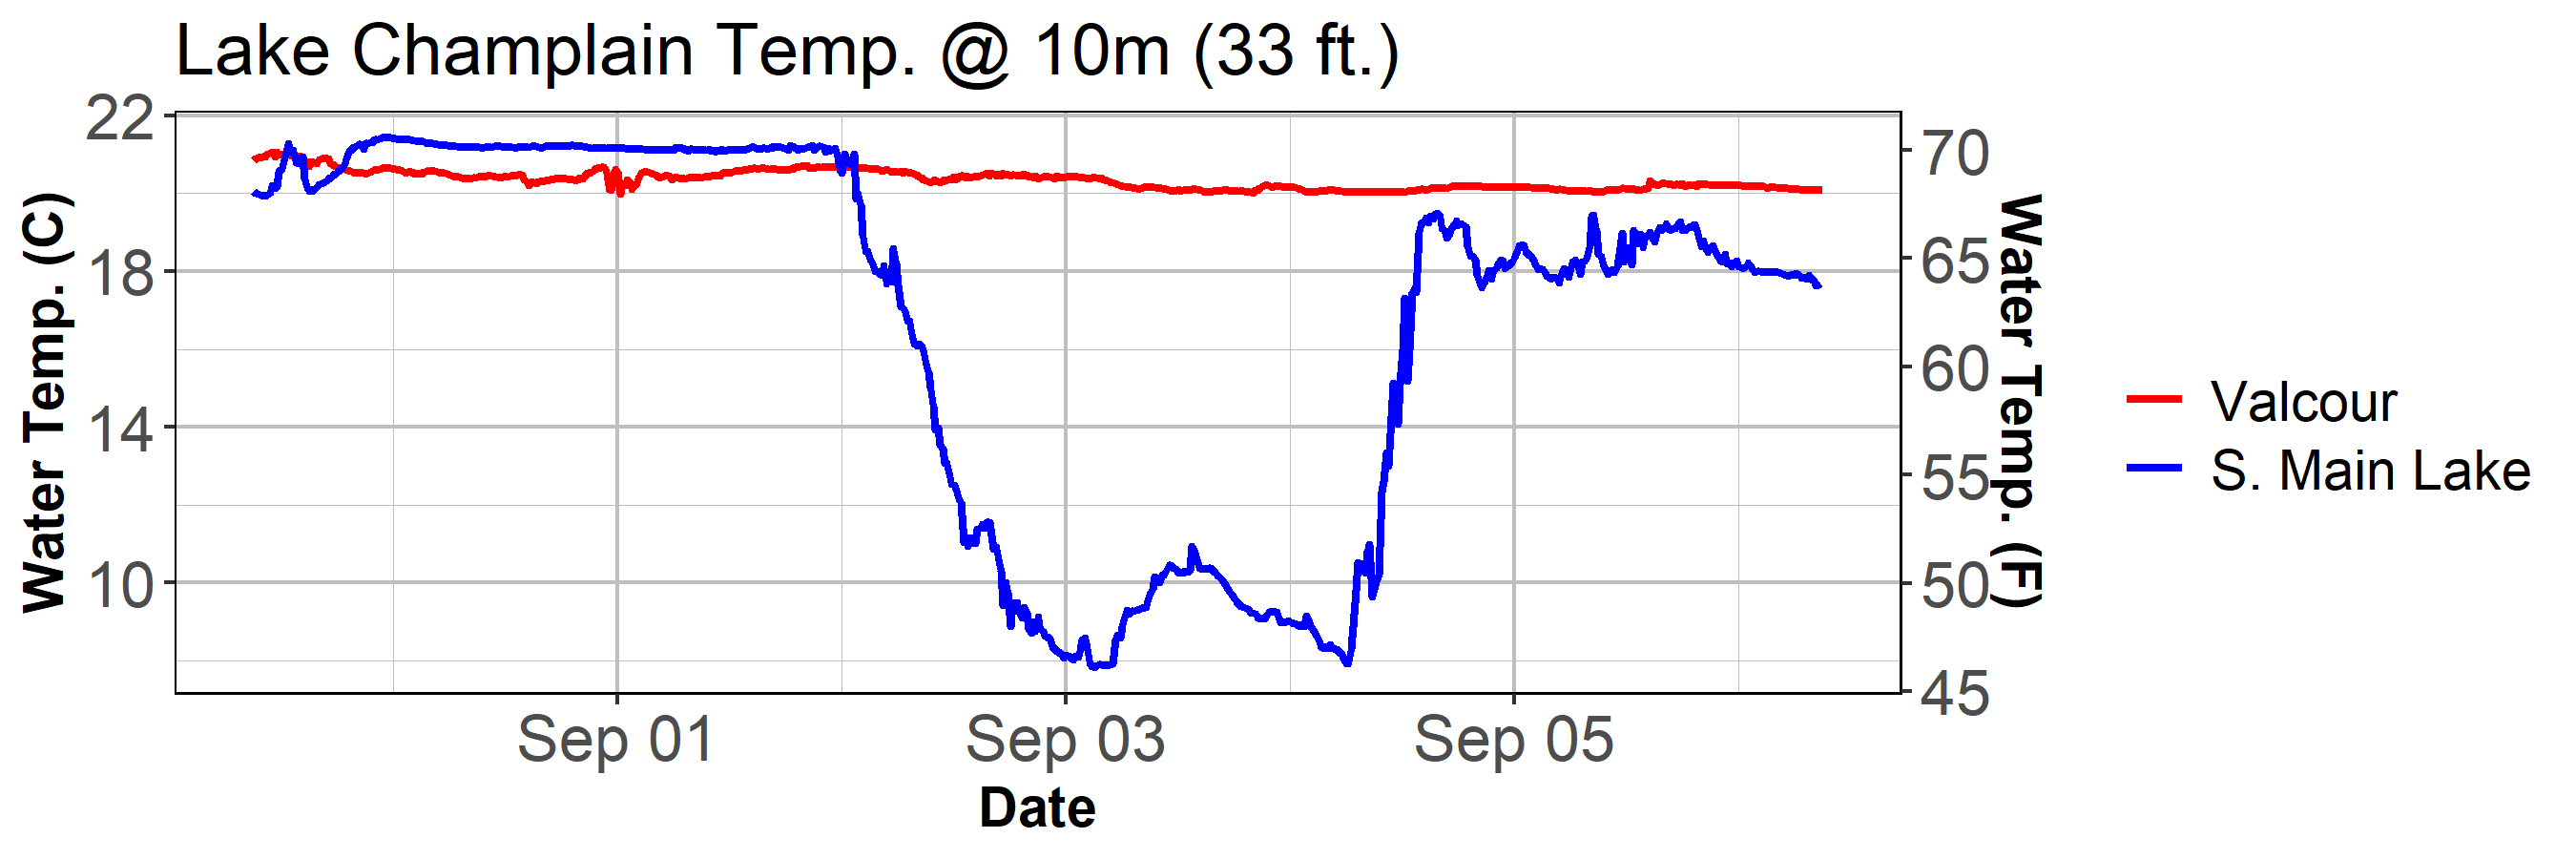 Lake Champlain Temp. @ 10m (33 ft.)
Water Temp. (C)
22
18
14
10
70
65
60
55
50
45
Water Temp. (F)
Sep 01
Sep 03
Sep 05
Date
Valcour
S. Main Lake